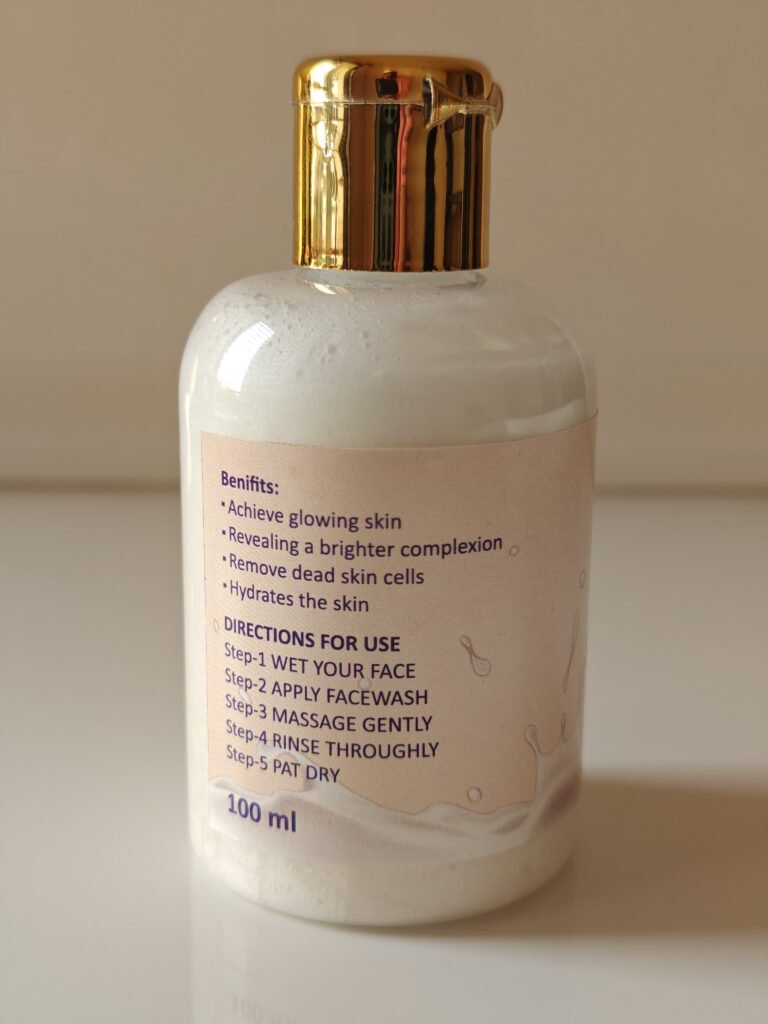 Benifits:
·Achieve glowing skin
·Revealing a brighter complexion
·Remove dead skin cells
·Hydrates the skin
DIRECTIONS FOR USE
Step-1 WET YOUR FACE
Step-2 APPLY FACEWASH
Step-3 MASSAGE GENTLY
Step-4 RINSE THROUGHLY
Step-5 PAT DRY
100 ml